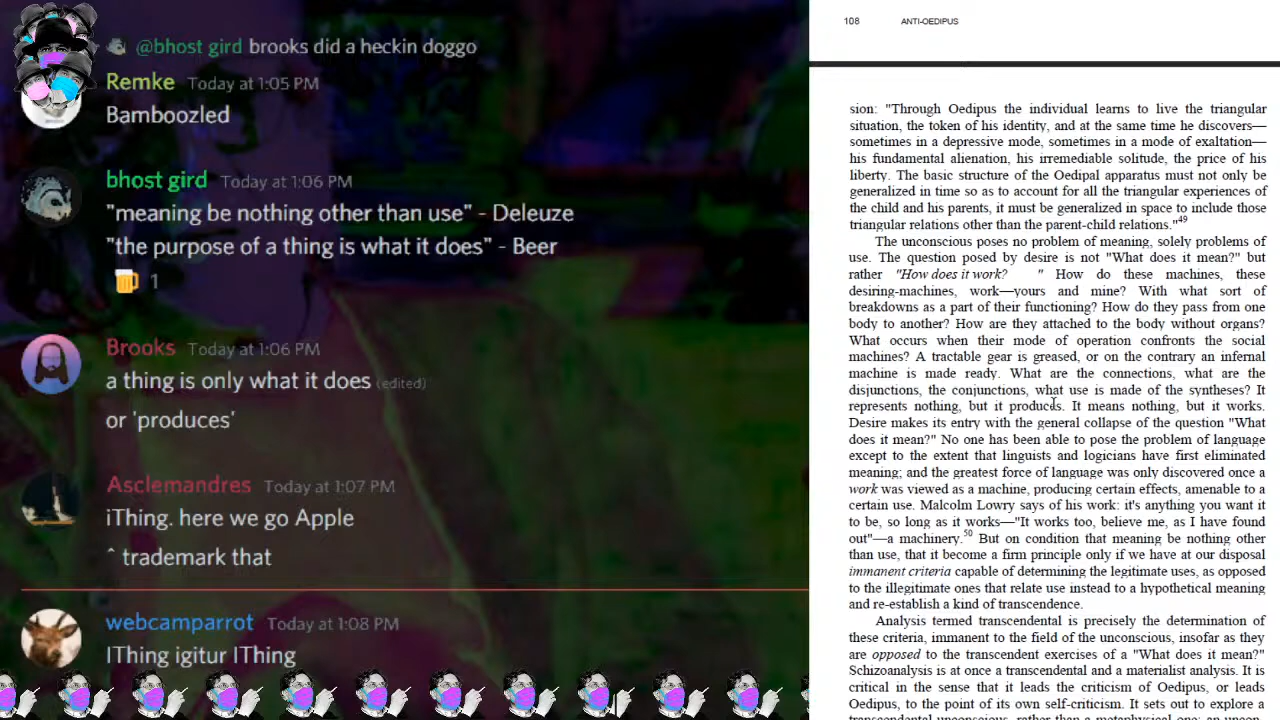 @bhost gird brooks did a heckin doggo
Remke Today at 1:05 PM
Bamboozled
bhost gird Today at 1:06 PM
"meaning be nothing other than use" - Deleuze
"the purpose of a thing is what it does" - Beer
1
Brooks Today at 1:06 PM
a thing is only what it does (edited)
or 'produces'
Asclemandres Today at 1:07 PM
iThing. here we go Apple
^ trademark that
webcamparrot Today at 1:08 PM
IThing igitur IThing
108 ANTI-OEDIPUS
sion: "Through Oedipus the individual learns to live the triangular
situation, the token of his identity, and at the same time he discovers—
sometimes in a depressive mode, sometimes in a mode of exaltation—
his fundamental alienation, his irremediable solitude, the price of his
liberty. The basic structure of the Oedipal apparatus must not only be
generalized in time so as to account for all the triangular experiences of
the child and his parents, it must be generalized in space to include those
triangular relations other than the parent-child relations."49
The unconscious poses no problem of meaning, solely problems of
use. The question posed by desire is not "What does it mean?" but
rather "How does it work? " How do these machines, these
desiring-machines, work—yours and mine? With what sort of
breakdowns as a part of their functioning? How do they pass from one
body to another? How are they attached to the body without organs?
What occurs when their mode of operation confronts the social
machines? A tractable gear is greased, or on the contrary an infernal
machine is made ready. What are the connections, what are the
disjunctions, the conjunctions, what use is made of the syntheses? It
represents nothing, but it produces. It means nothing, but it works.
Desire makes its entry with the general collapse of the question "What
does it mean?" No one has been able to pose the problem of language
except to the extent that linguists and logicians have first eliminated
meaning; and the greatest force of language was only discovered once a
work was viewed as a machine, producing certain effects, amenable to a
certain use. Malcolm Lowry says of his work: it's anything you want it
to be, so long as it works—"It works too, believe me, as I have found
out"—a machinery.50 But on condition that meaning be nothing other
than use, that it become a firm principle only if we have at our disposal
immanent criteria capable of determining the legitimate uses, as opposed
to the illegitimate ones that relate use instead to a hypothetical meaning
and re-establish a kind of transcendence.
Analysis termed transcendental is precisely the determination of
these criteria, immanent to the field of the unconscious, insofar as they
are opposed to the transcendent exercises of a "What does it mean?"
Schizoanalysis is at once a transcendental and a materialist analysis. It is
critical in the sense that it leads the criticism of Oedipus, or leads
Oedipus, to the point of its own self-criticism. It sets out to explore a
transcendental unconscious, rather than a metaphysical one; an uncon-